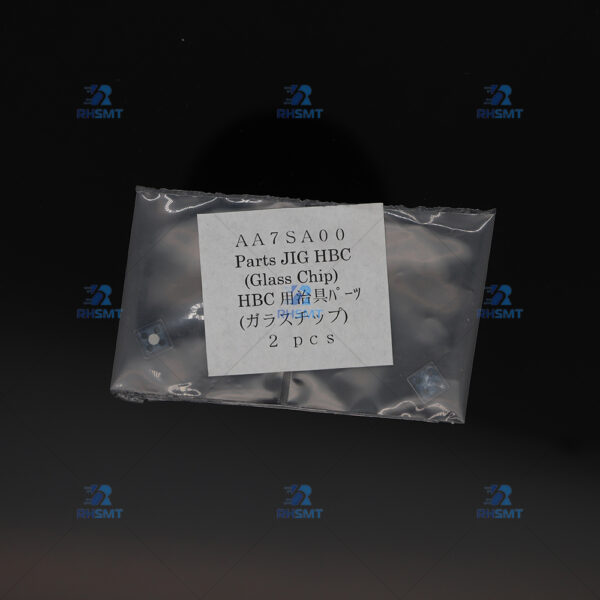 RHSMT
RHSMT
RHSMT
AA7SA00
Parts JIG HBC
(Glass Chip)
HBC 用治具ﾊﾟｰﾂ
(ガラスチップ)
2 pcs
RHSMT
RHSMT
RHSMT
RHSMT
RHSMT
RHSMT